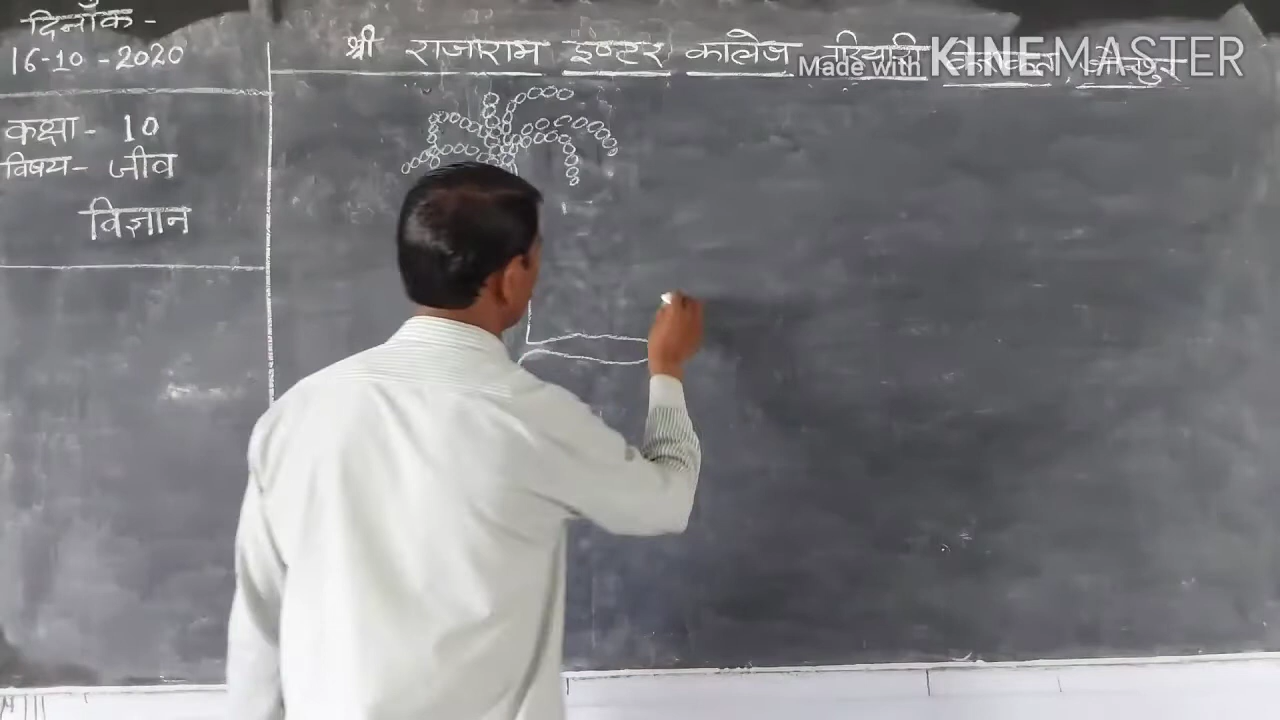 दिनाँक -
16-10-2020
श्री राजाराम इण्टर कालेज
Made with KINEMASTER
कक्षा - 10
विषय - जीव
विज्ञान